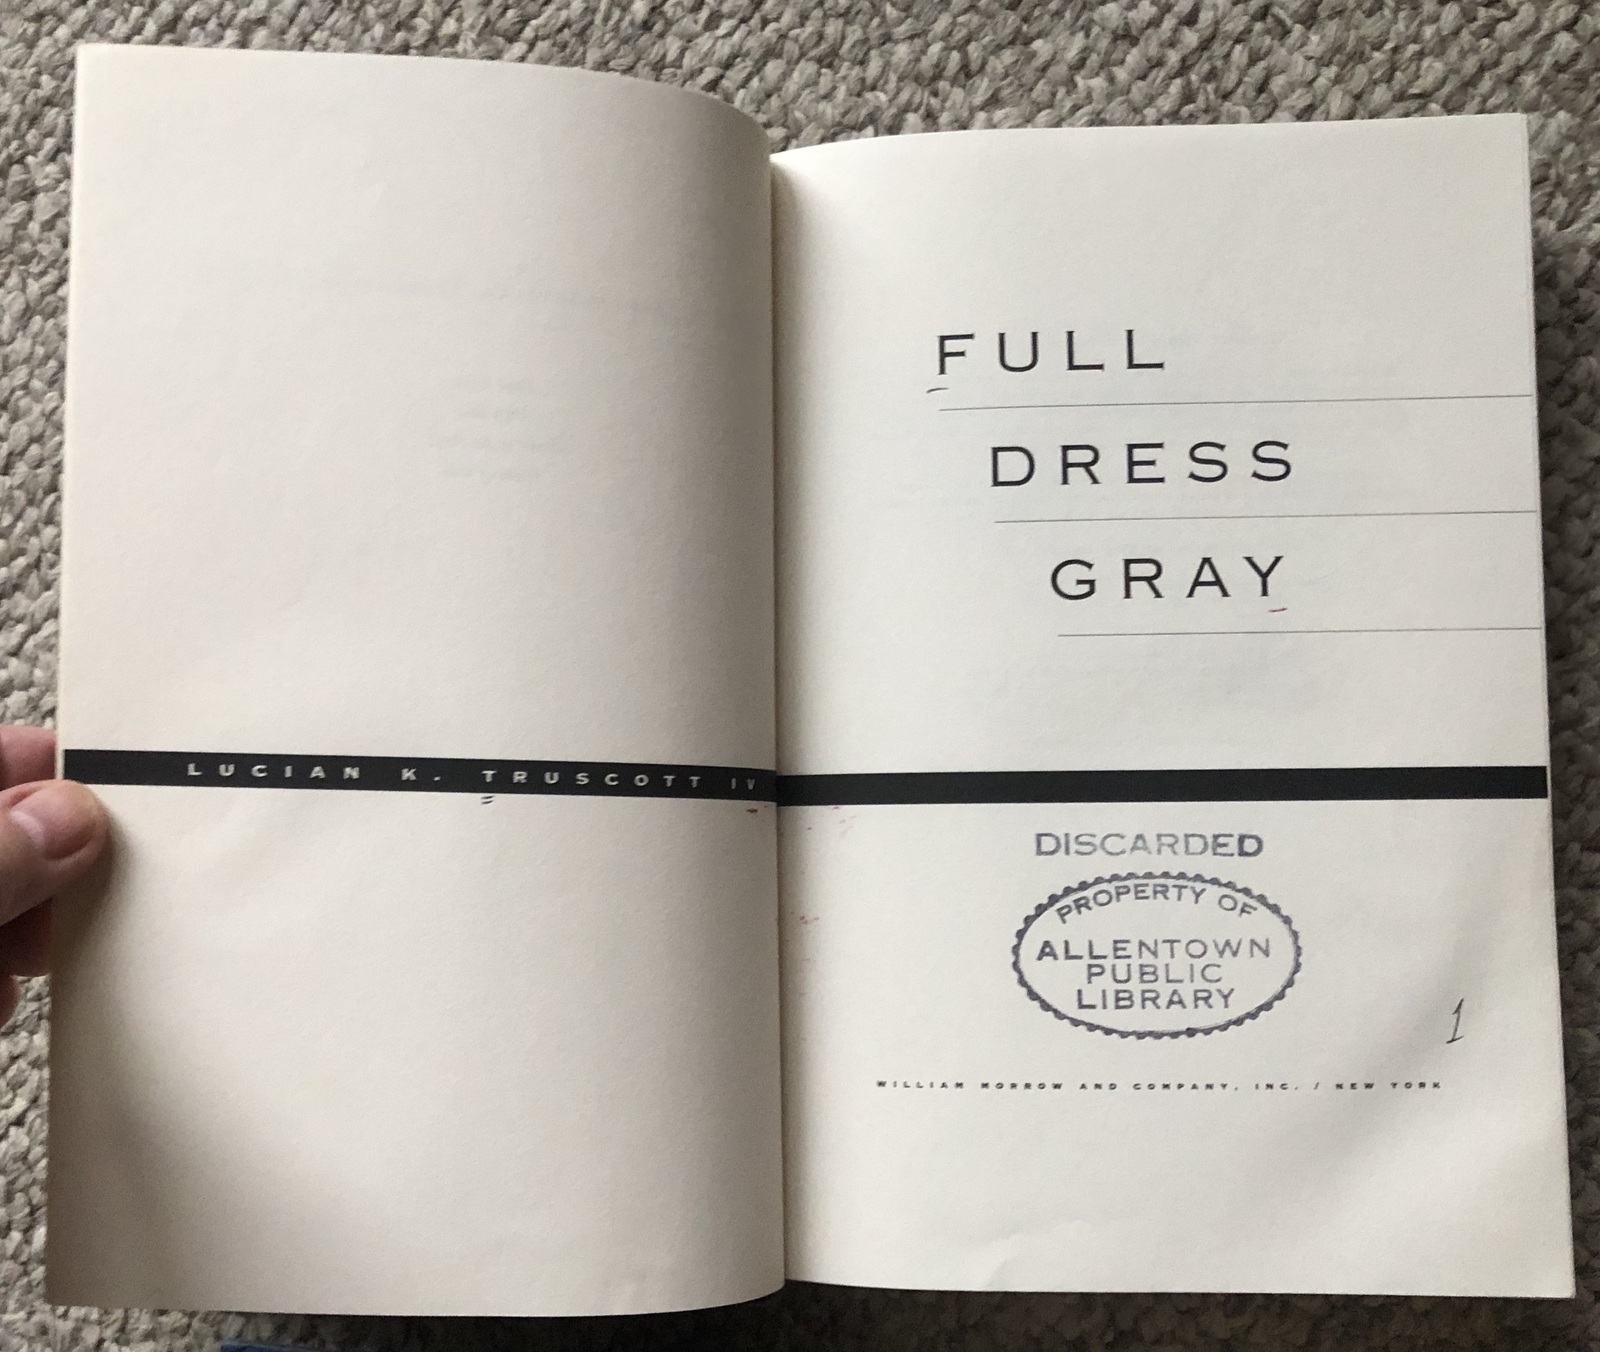 LUCIAN K. TRUSCOTT IV
FULL
DRESS
GRAY
DISCARDED
PROPERTY OF
ALLENTOWN
PUBLIC
LIBRARY
1
WILLIAM MORROW AND COMPANY, INC. / NEW YORK